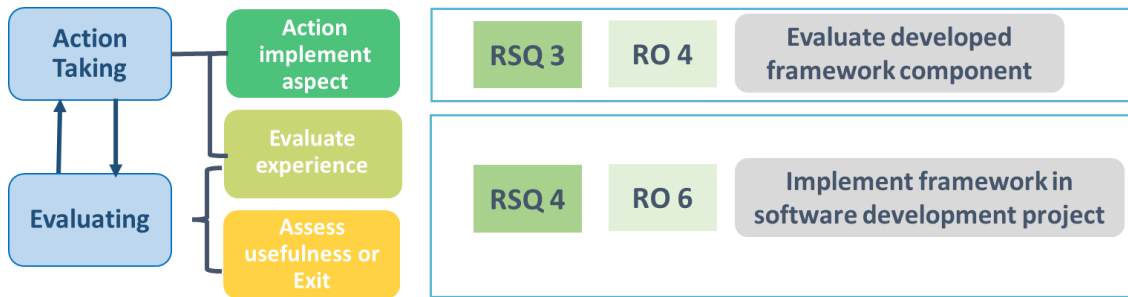 Action
Taking
Action
implement
aspect
RSQ 3
RO 4
Evaluate developed
framework component
Evaluate
experience
Evaluating
Assess
usefulness or
Exit
RSQ 4
RO 6
Implement framework in
software development project